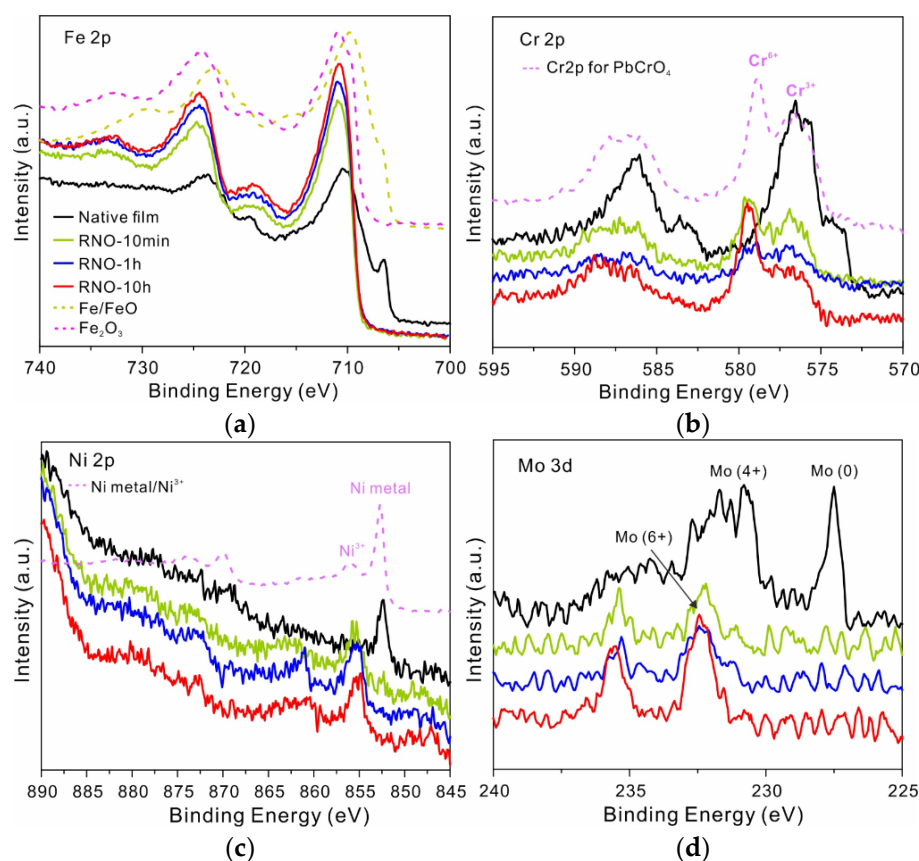 Fe 2p
Intensity (a.u.)
Native film
RNO-10min
RNO-1h
RNO-10h
Fe/FeO
Fe₂O₃
740 730 720 710 700
Binding Energy (eV)
(a)
Cr 2p
Cr2p for PbCrO₄
Cr⁶⁺
Cr³⁺
Intensity (a.u.)
595 590 585 580 575 570
Binding Energy (eV)
(b)
Ni 2p
Ni metal/Ni³⁺
Ni metal
Ni³⁺
Intensity (a.u.)
890 885 880 875 870 865 860 855 850 845
Binding Energy (eV)
(c)
Mo 3d
Mo (4+)
Mo (0)
Mo (6+)
Intensity (a.u.)
240 235 230 225
Binding Energy (eV)
(d)